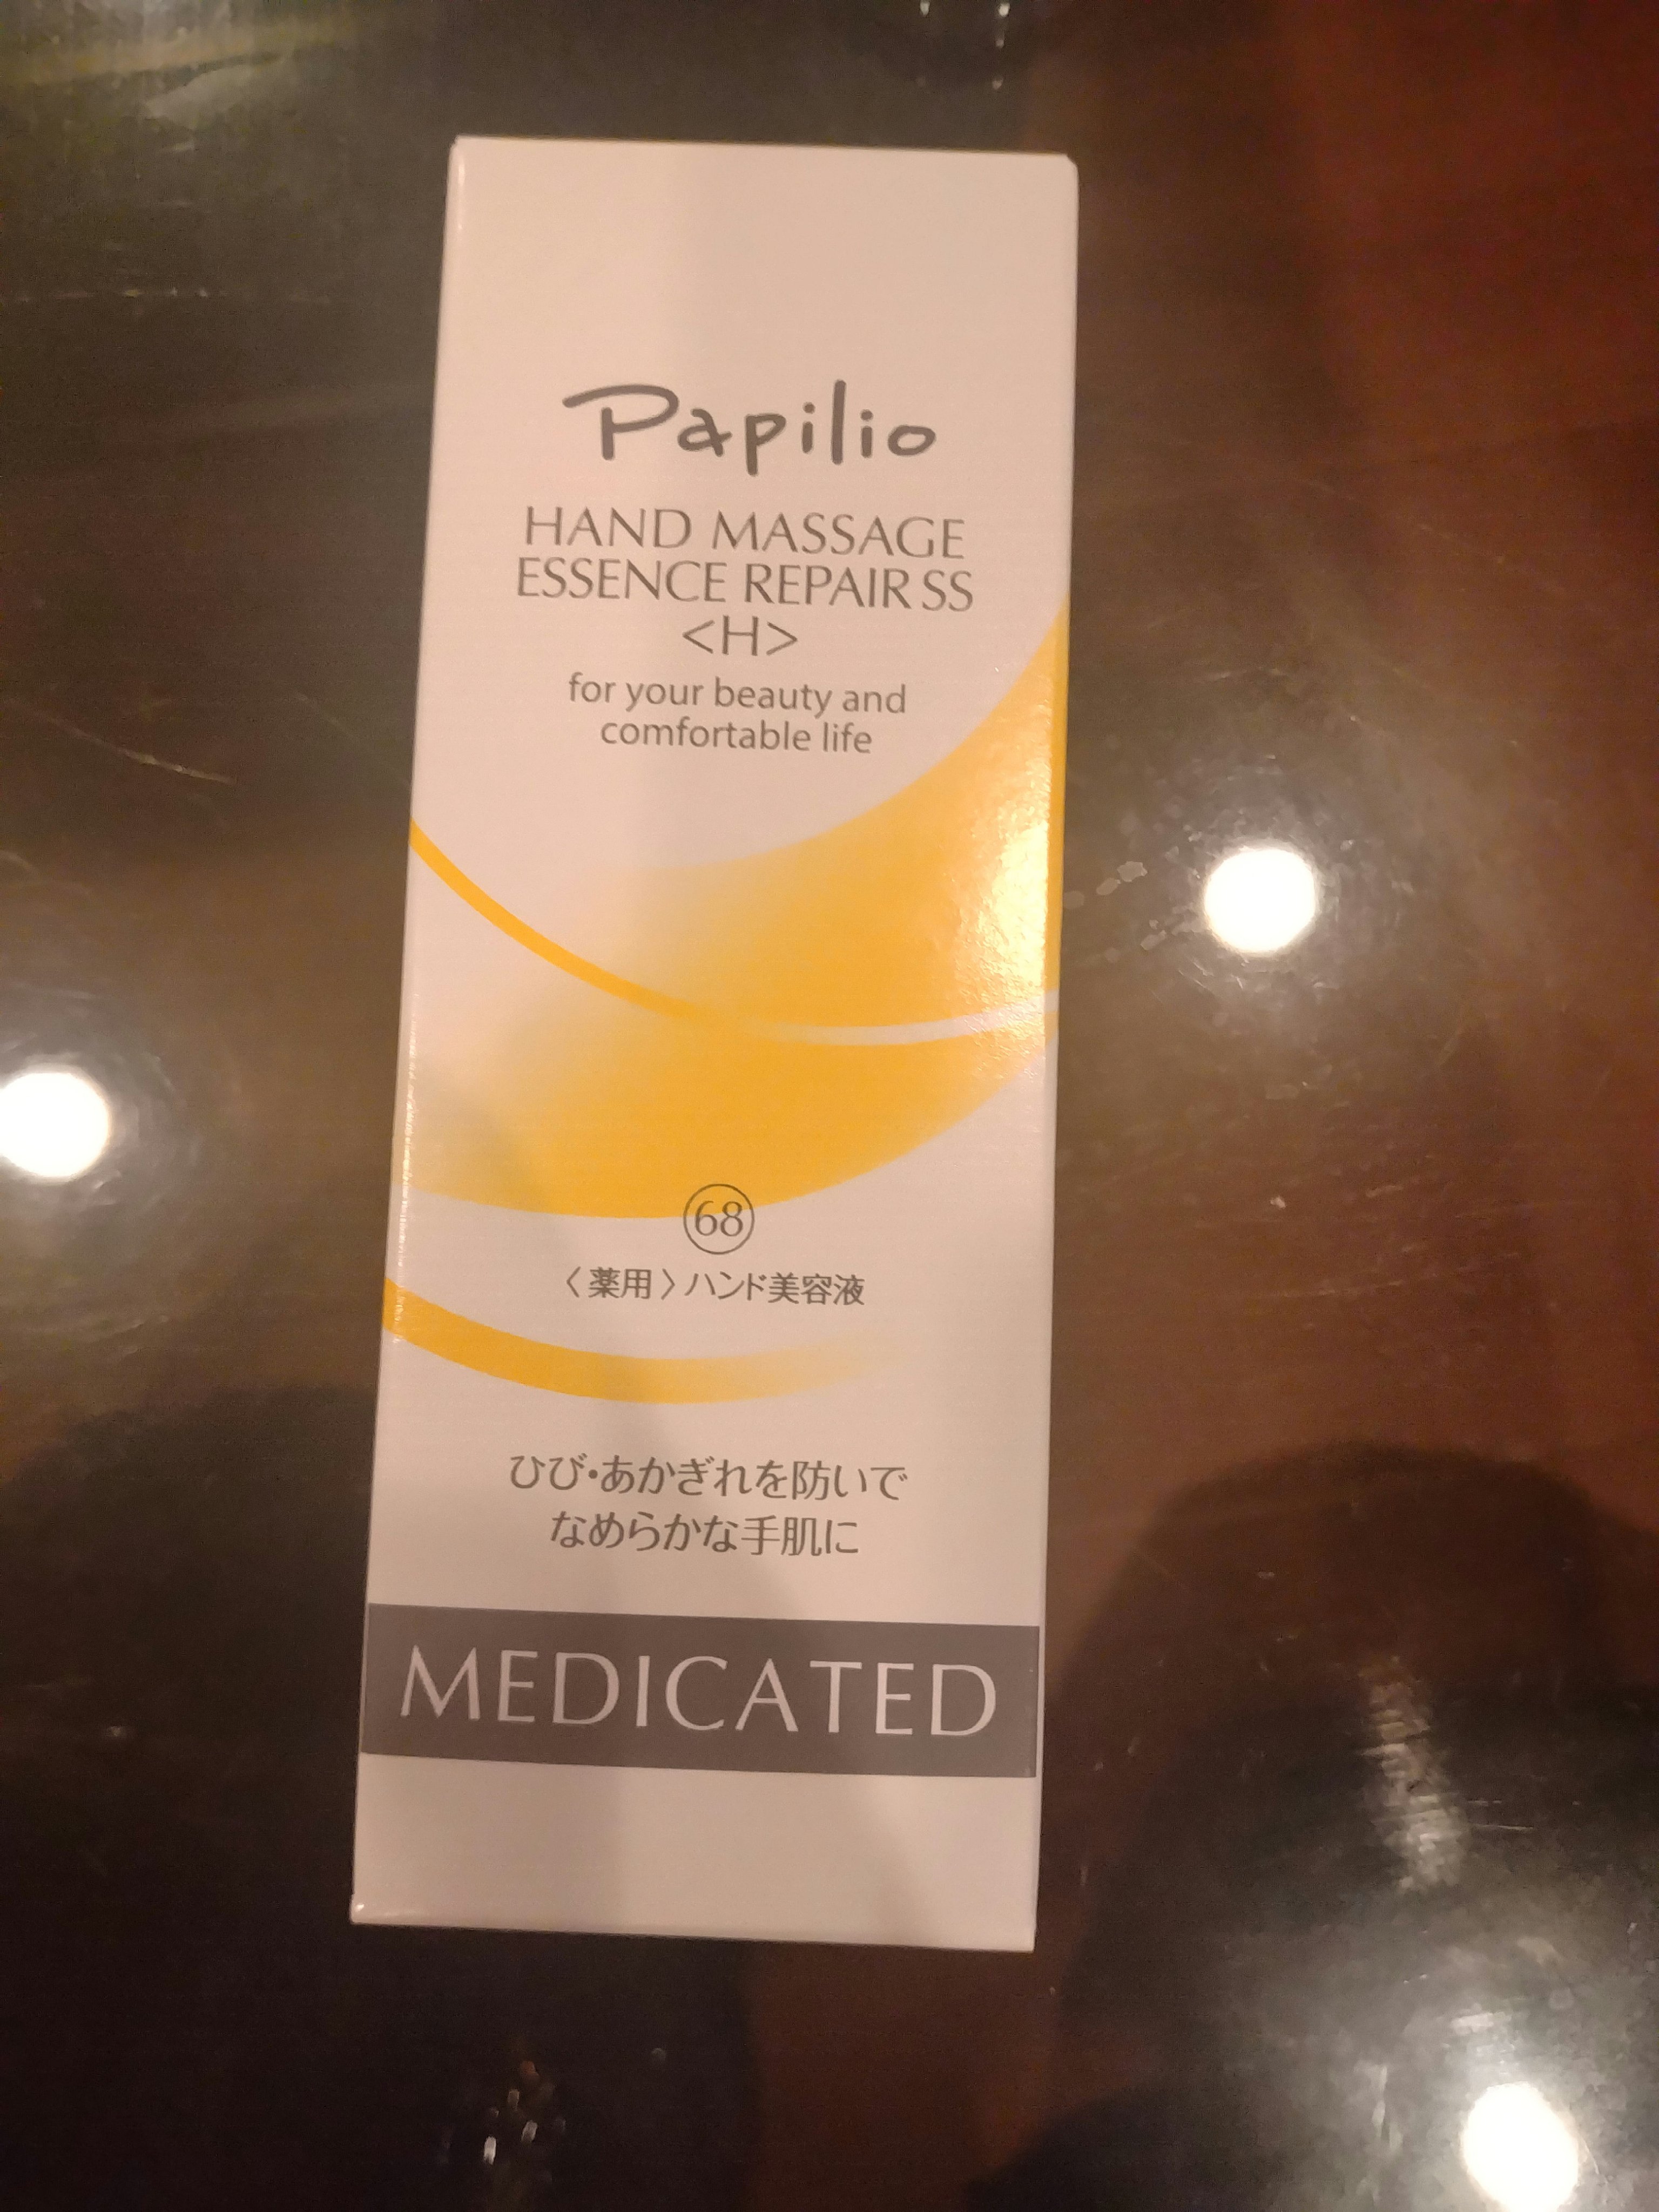 Papilio
HAND MASSAGE
ESSENCE REPAIR SS
<H>
for your beauty and
comfortable life
68
〈薬用〉ハンド美容液
ひび・あかぎれを防いで
なめらかな手肌に
MEDICATED